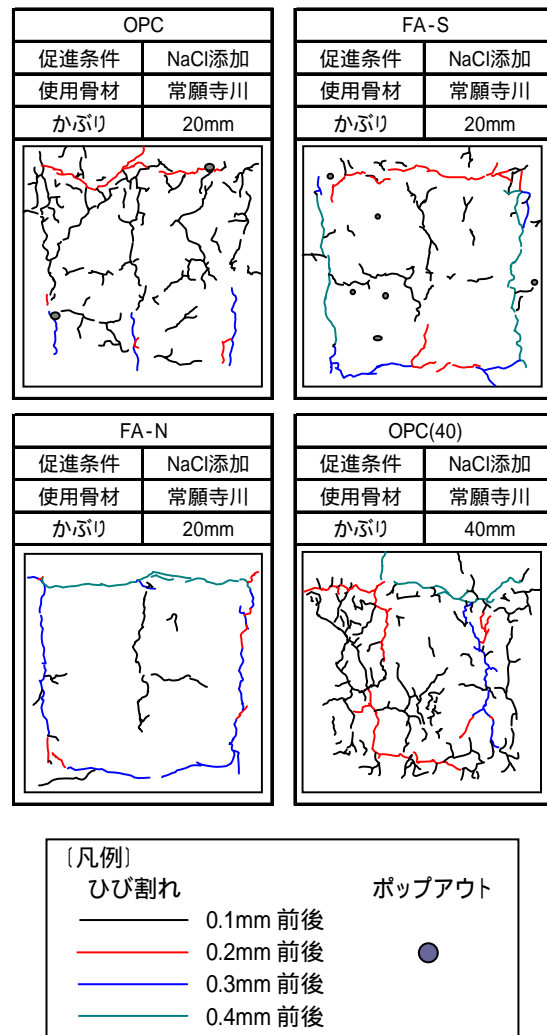 OPC
促進条件 NaCl添加
使用骨材 常願寺川
かぶり 20mm
FA-S
促進条件 NaCl添加
使用骨材 常願寺川
かぶり 20mm
FA-N
促進条件 NaCl添加
使用骨材 常願寺川
かぶり 20mm
OPC(40)
促進条件 NaCl添加
使用骨材 常願寺川
かぶり 40mm
〔凡例〕
ひび割れ ポップアウト
0.1mm 前後
0.2mm 前後
0.3mm 前後
0.4mm 前後